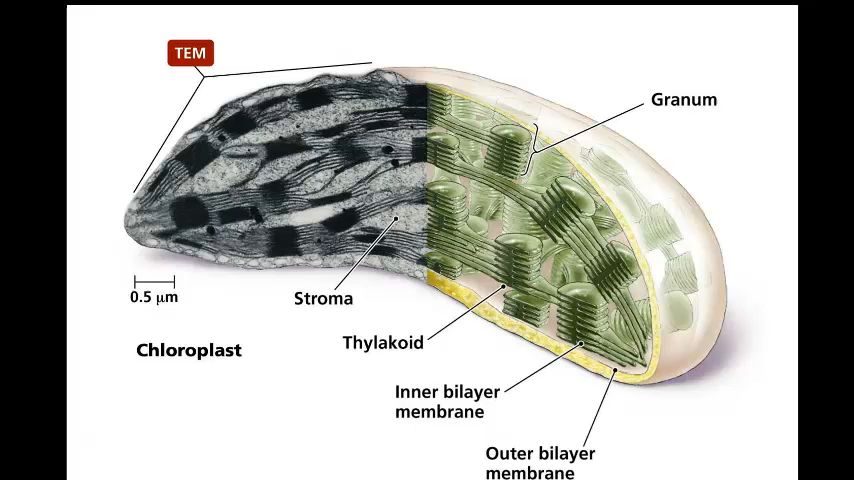 TEM
Granum
0.5 μm
Stroma
Chloroplast
Thylakoid
Inner bilayer
membrane
Outer bilayer
membrane